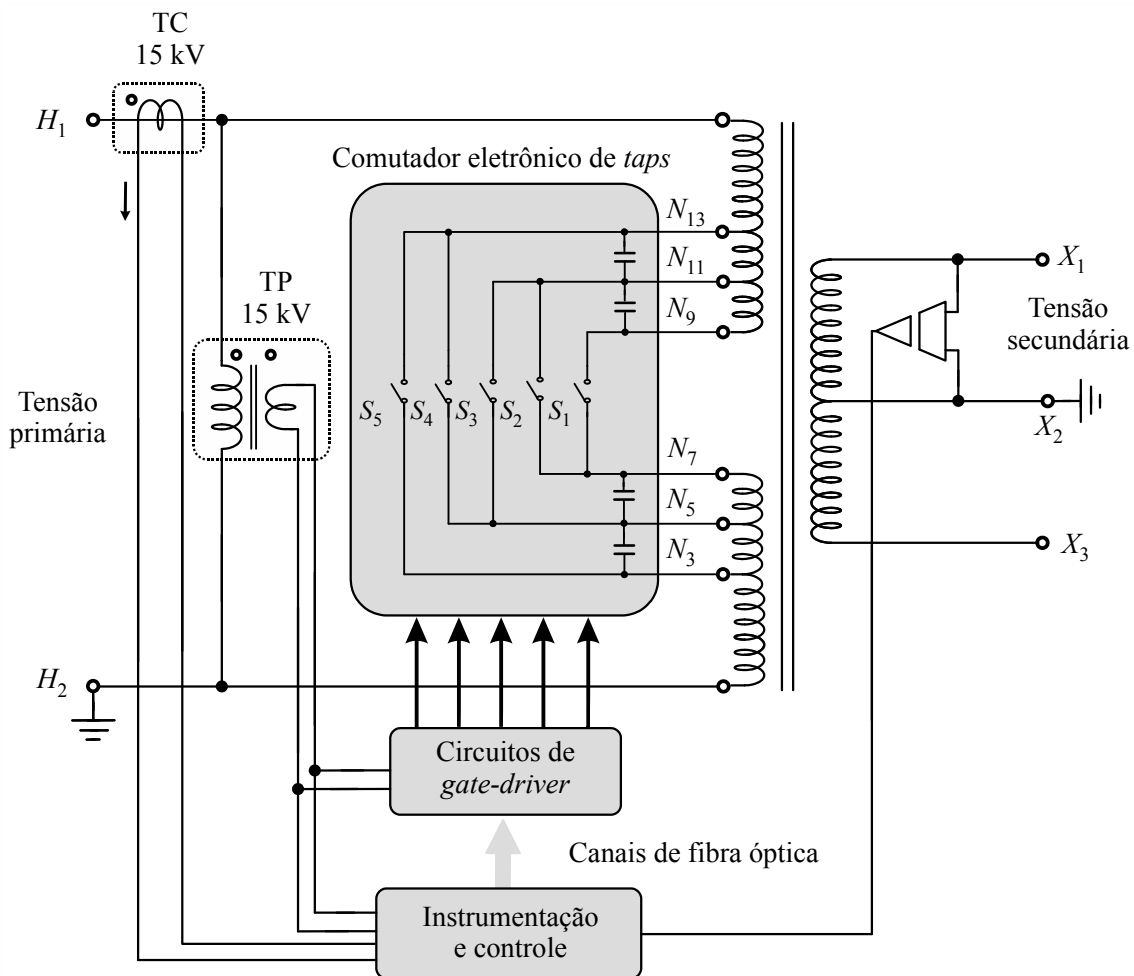 TC
15 kV
H₁
Comutador eletrônico de taps
N₁₃
N₁₁
N₉
X₁
TP
15 kV
Tensão
secundária
Tensão
primária
S₅
S₄
S₃
S₂
S₁
X₂
N₇
N₅
N₃
X₃
H₂
Circuitos de
gate-driver
Canais de fibra óptica
Instrumentação
e controle